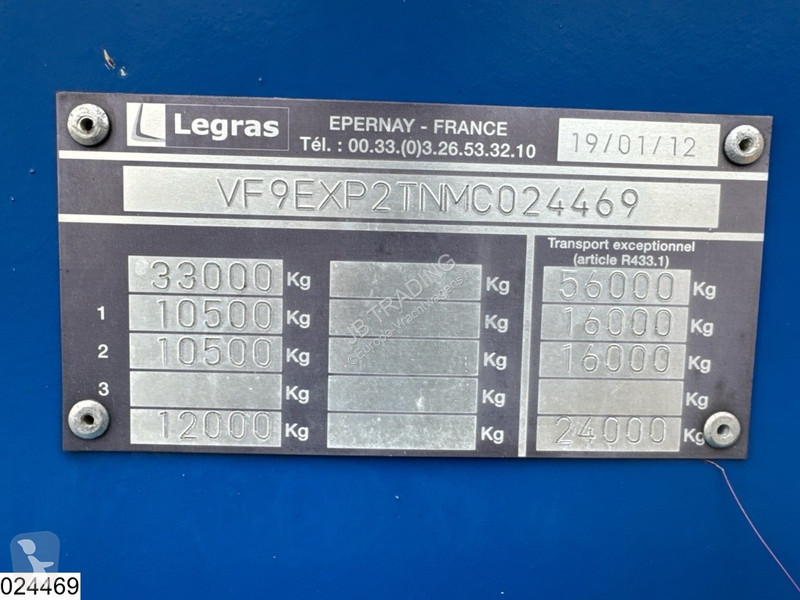 Legras
EPERNAY - FRANCE
Tél. : 00.33.(0)3.26.53.32.10
19/01/12
VF9EXP2TNMC024469
Transport exceptionnel
(article R433.1)
33000 Kg Kg 56000 Kg
1 10500 Kg Kg 16000 Kg
2 10500 Kg Kg 16000 Kg
3 Kg Kg Kg
12000 Kg Kg 24000 Kg
JB TRADING
©Europe-Vrachtwagens
024469